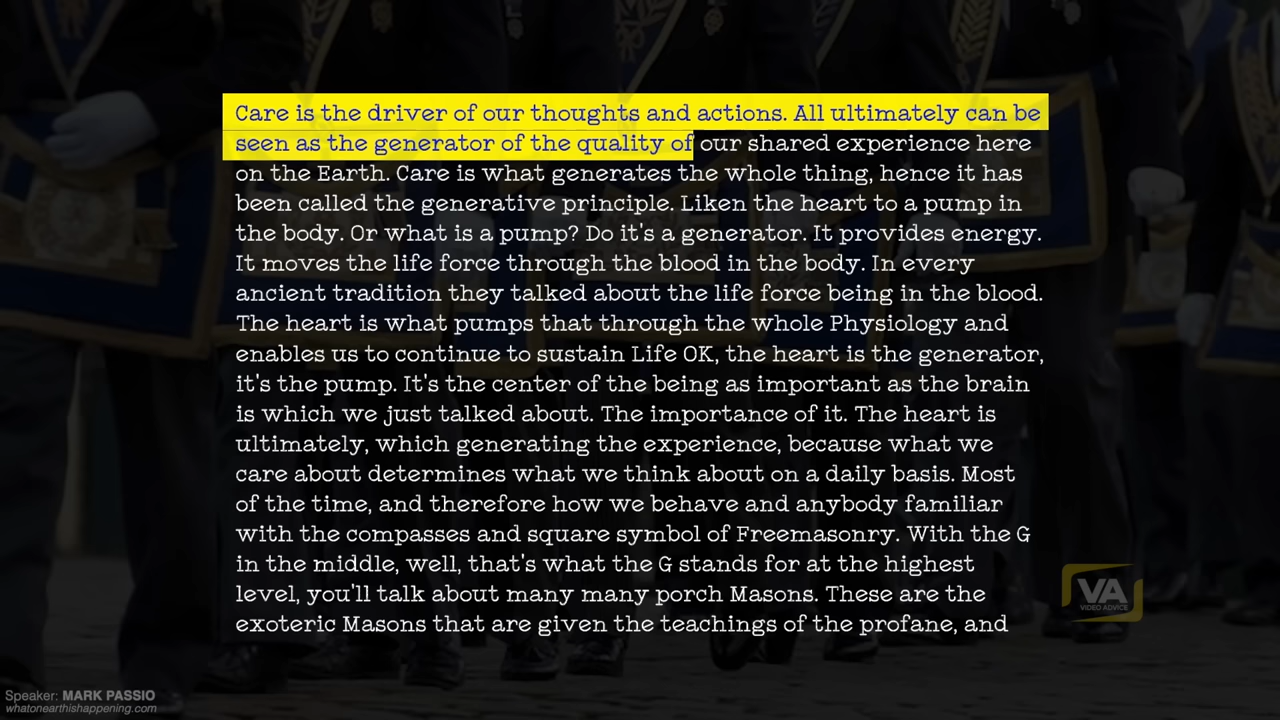 Care is the driver of our thoughts and actions. All ultimately can be
seen as the generator of the quality of our shared experience here
on the Earth. Care is what generates the whole thing, hence it has
been called the generative principle. Liken the heart to a pump in
the body. Or what is a pump? Do it's a generator. It provides energy.
It moves the life force through the blood in the body. In every
ancient tradition they talked about the life force being in the blood.
The heart is what pumps that through the whole Physiology and
enables us to continue to sustain Life OK, the heart is the generator,
it's the pump. It's the center of the being as important as the brain
is which we just talked about. The importance of it. The heart is
ultimately, which generating the experience, because what we
care about determines what we think about on a daily basis. Most
of the time, and therefore how we behave and anybody familiar
with the compasses and square symbol of Freemasonry. With the G
in the middle, well, that's what the G stands for at the highest
level, you'll talk about many many porch Masons. These are the
exoteric Masons that are given the teachings of the profane, and
VA
VIDEO ADVICE
Speaker: MARK PASSIO
whatonearthishappening.com